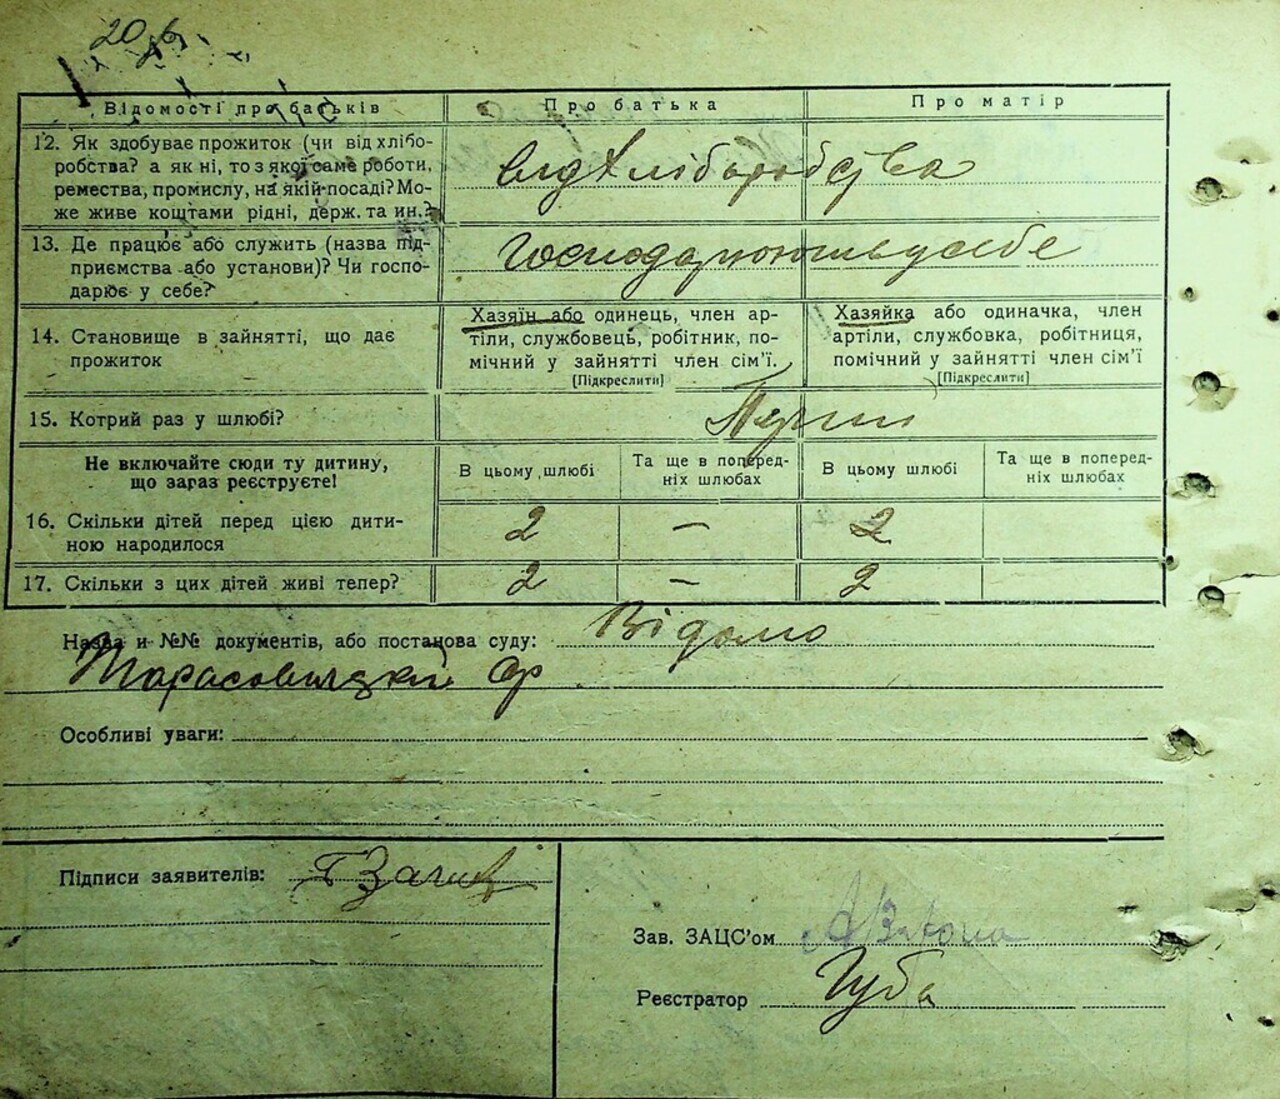 20
Відомості про батьків Про батька Про матір
12. Як здобуває прожиток (чи від хлібо-
робства? а як ні, то з якої саме роботи,
ремества, промислу, на якій посаді? Мо-
же живе коштами рідні, держ. та ин.?
від Хліборобства
13. Де працює або служить (назва під-
приємства або установи)? Чи госпо-
дарює у себе?
14. Становище в зайнятті, що дає
прожиток
Хазяїн або одинець, член ар-
тіли, службовець, робітник, по-
мічний у зайнятті член сім'ї.
[Підкреслити]
Хазяйка або одиначка, член
артіли, службовка, робітниця,
помічний у зайнятті член сім'ї
[Підкреслити]
15. Котрий раз у шлюбі?
Не включайте сюди ту дитину,
що зараз реєструєте!
В цьому шлюбі
Та ще в поперед-
ніх шлюбах
В цьому шлюбі
Та ще в поперед-
ніх шлюбах
16. Скільки дітей перед цією дити-
ною народилося
2 — 2
17. Скільки з цих дітей живі тепер? 2 — 2
Назва и №№ документів, або постанова суду: Відомо
Особливі уваги:
Підписи заявителів:
Зав. ЗАЦС'ом
Реєстратор Губа